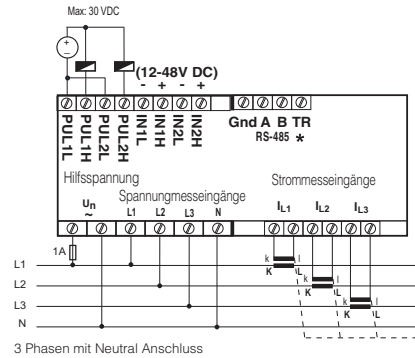 Max: 30 VDC
+
−
(12-48V DC)
- + - +
PUL1L
PUL1H
PUL2L
PUL2H
IN1L
IN1H
IN2L
IN2H
Gnd A B TR
RS-485 *
Hilfsspannung
Spannungmesseingänge
Strommesseingänge
Un
~
L1
L2
L3
N
IL1
IL2
IL3
1A
L1
L2
L3
N
k l
K L
k l
K L
k l
K L
3 Phasen mit Neutral Anschluss